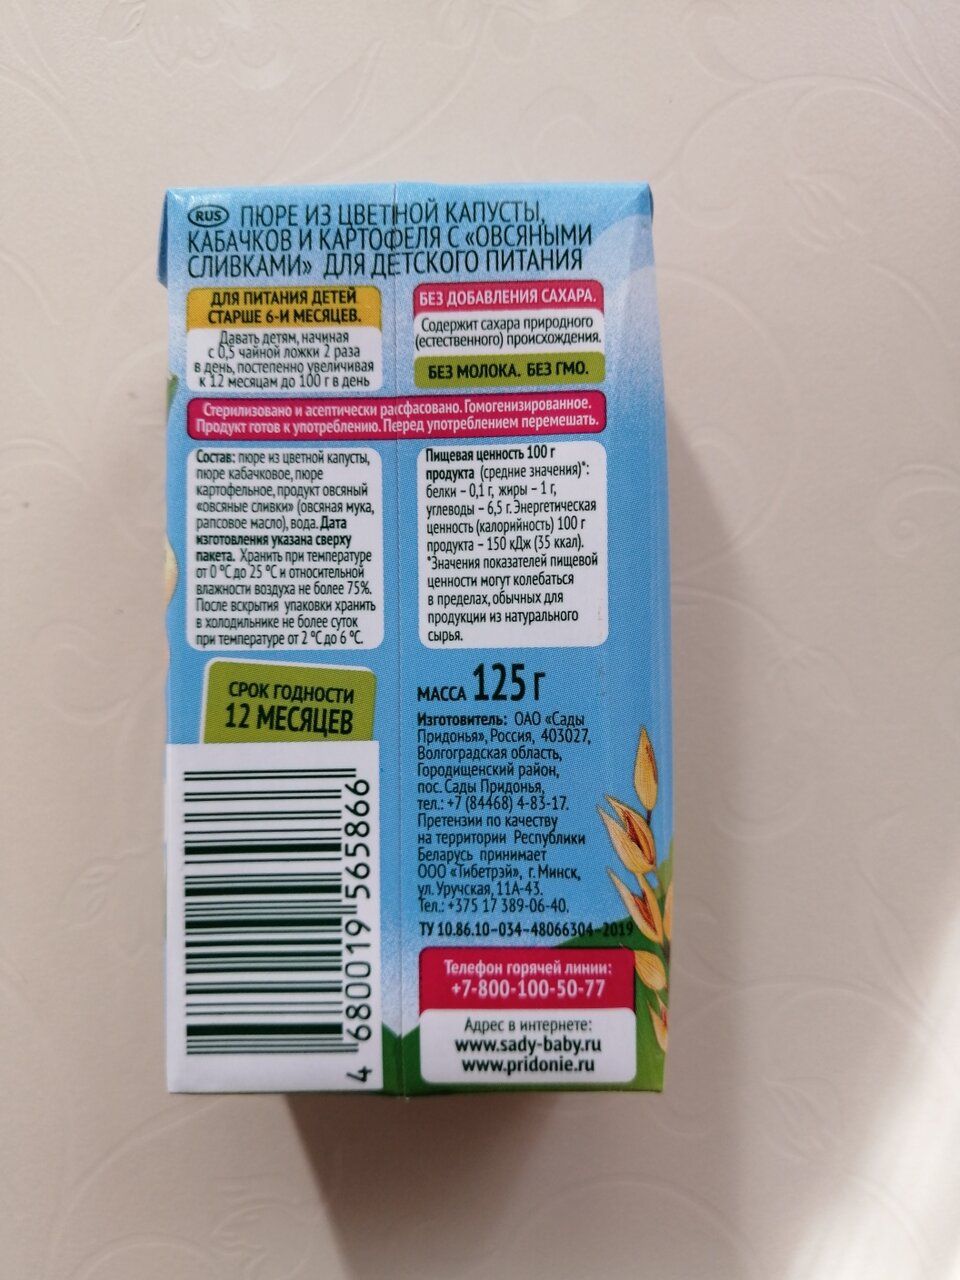 RUS ПЮРЕ ИЗ ЦВЕТНОЙ КАПУСТЫ,
КАБАЧКОВ И КАРТОФЕЛЯ С «ОВСЯНЫМИ
СЛИВКАМИ» ДЛЯ ДЕТСКОГО ПИТАНИЯ
ДЛЯ ПИТАНИЯ ДЕТЕЙ
СТАРШЕ 6-И МЕСЯЦЕВ.
Давать детям, начиная
с 0,5 чайной ложки 2 раза
в день, постепенно увеличивая
к 12 месяцам до 100 г в день
БЕЗ ДОБАВЛЕНИЯ САХАРА.
Содержит сахара природного
(естественного) происхождения.
БЕЗ МОЛОКА. БЕЗ ГМО.
Стерилизовано и асептически расфасовано. Гомогенизированное.
Продукт готов к употреблению. Перед употреблением перемешать.
Состав: пюре из цветной капусты,
пюре кабачковое, пюре
картофельное, продукт овсяный
«овсяные сливки» (овсяная мука,
рапсовое масло), вода. Дата
изготовления указана сверху
пакета. Хранить при температуре
от 0 °С до 25 °С и относительной
влажности воздуха не более 75%.
После вскрытия упаковки хранить
в холодильнике не более суток
при температуре от 2 °С до 6 °С.
Пищевая ценность 100 г
продукта (средние значения)*:
белки – 0,1 г, жиры – 1 г,
углеводы – 6,5 г. Энергетическая
ценность (калорийность) 100 г
продукта – 150 кДж (35 ккал).
*Значения показателей пищевой
ценности могут колебаться
в пределах, обычных для
продукции из натурального
сырья.
СРОК ГОДНОСТИ
12 МЕСЯЦЕВ
4 680019 565866
МАССА 125 г
Изготовитель: ОАО «Сады
Придонья», Россия, 403027,
Волгоградская область,
Городищенский район,
пос. Сады Придонья,
тел.: +7 (84468) 4-83-17.
Претензии по качеству
на территории Республики
Беларусь принимает
ООО «Тибетрэй», г. Минск,
ул. Уручская, 11А-43.
Тел.: +375 17 389-06-40.
ТУ 10.86.10-034-48066304-2019
Телефон горячей линии:
+7-800-100-50-77
Адрес в интернете:
www.sady-baby.ru
www.pridonie.ru